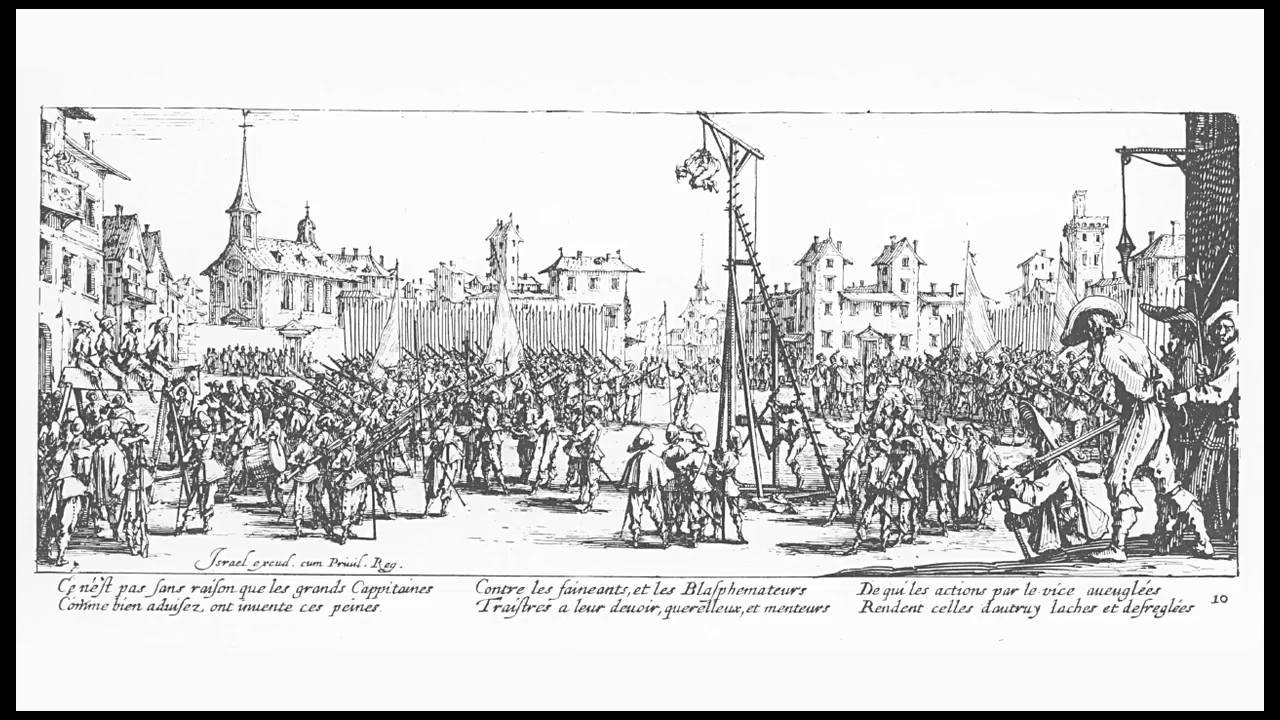 Israel excud. cum Priuil. Reg.
Ce n'est pas sans raison que les grands Cappitaines
Comme bien aduisez, ont inuente ces peines.
Contre les faineants, et les Blasphemateurs
Traistres a leur deuoir, querelleux, et menteurs
De qui les actions par le vice aueuglées
Rendent celles dautruy laches et desreglées
10